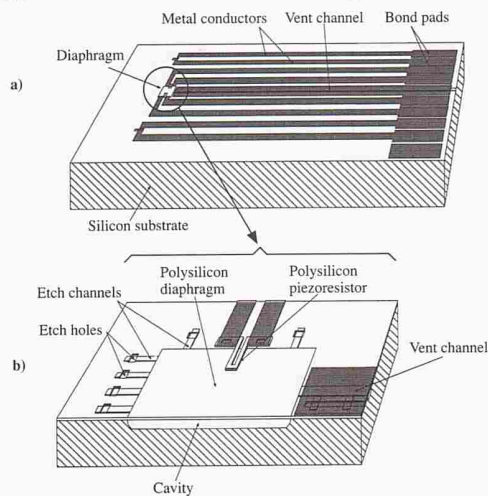 Metal conductors
Vent channel
Bond pads
Diaphragm
a)
Silicon substrate
Polysilicon
diaphragm
Polysilicon
piezoresistor
Etch channels
Etch holes
b)
Vent channel
Cavity